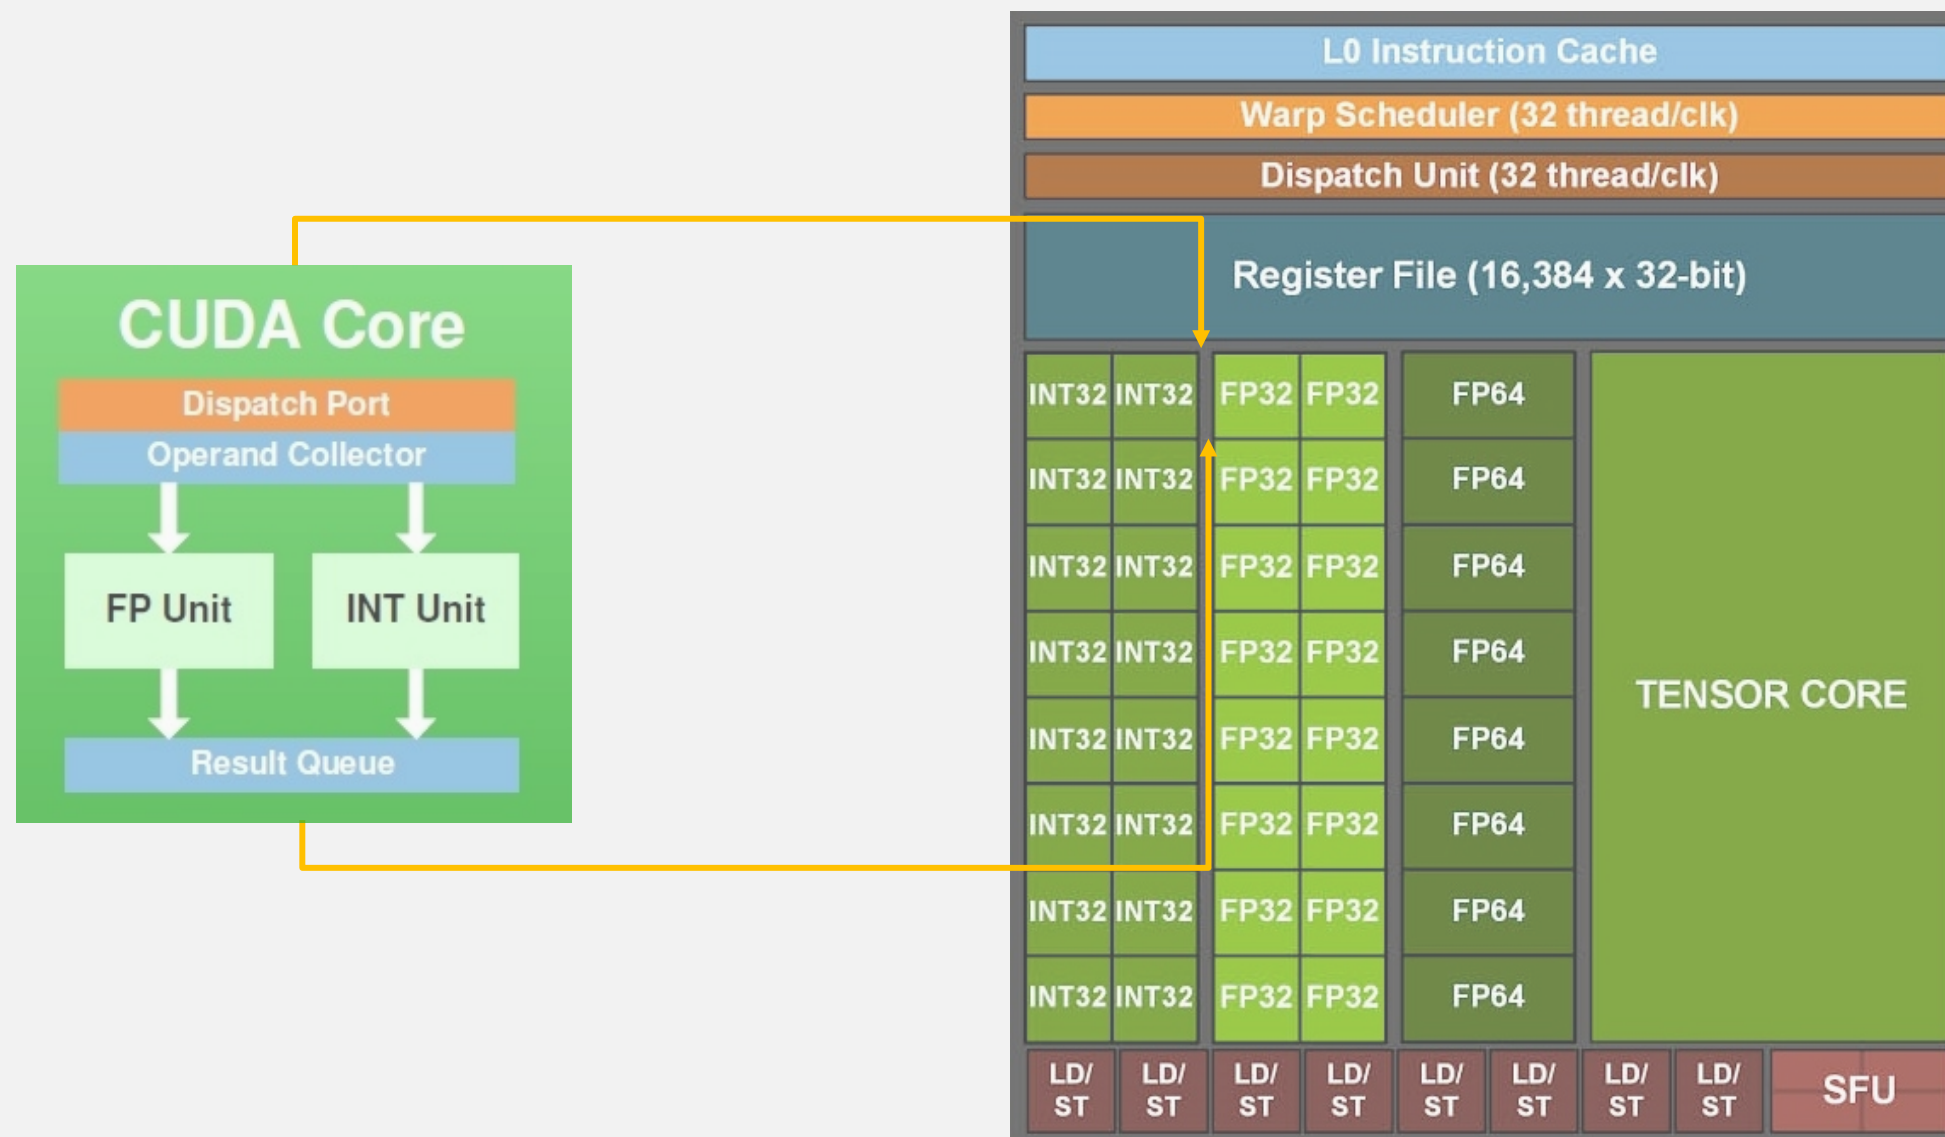 CUDA Core
Dispatch Port
Operand Collector
FP Unit INT Unit
Result Queue
L0 Instruction Cache
Warp Scheduler (32 thread/clk)
Dispatch Unit (32 thread/clk)
Register File (16,384 x 32-bit)
INT32 INT32 FP32 FP32 FP64
INT32 INT32 FP32 FP32 FP64
INT32 INT32 FP32 FP32 FP64
INT32 INT32 FP32 FP32 FP64
TENSOR CORE
INT32 INT32 FP32 FP32 FP64
INT32 INT32 FP32 FP32 FP64
INT32 INT32 FP32 FP32 FP64
INT32 INT32 FP32 FP32 FP64
LD/ LD/ LD/ LD/ LD/ LD/ LD/ LD/
ST ST ST ST ST ST ST ST
SFU